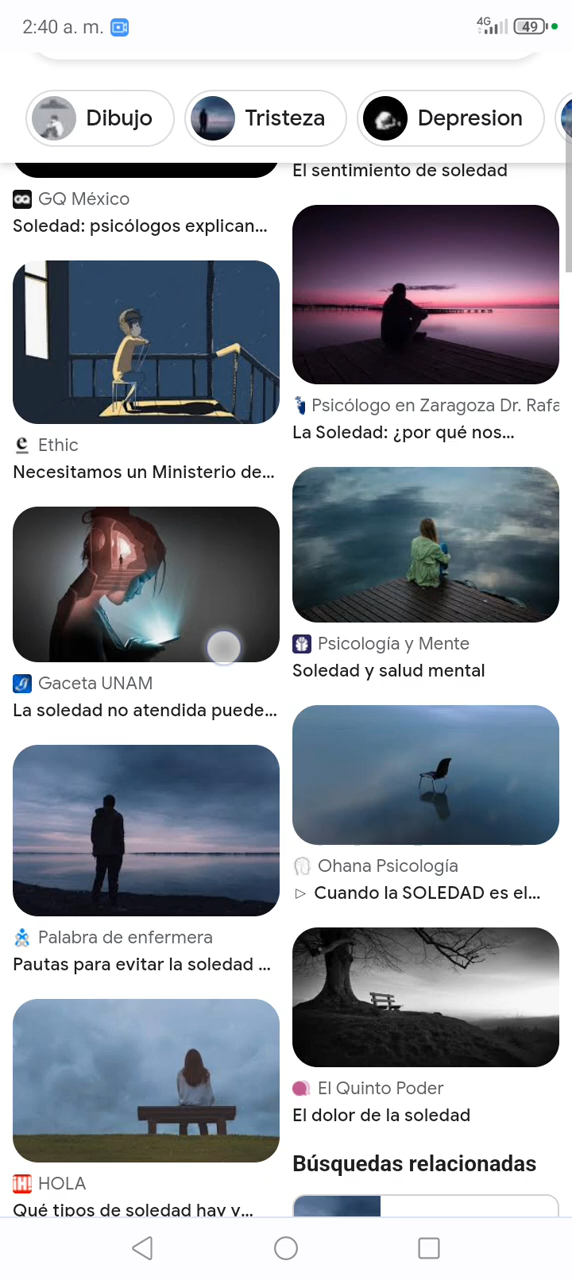 2:40 a. m.
4G
49
Dibujo
Tristeza
Depresion
El sentimiento de soledad
GQ México
Soledad: psicólogos explican...
Psicólogo en Zaragoza Dr. Rafa
La Soledad: ¿por qué nos...
Ethic
Necesitamos un Ministerio de...
Psicología y Mente
Soledad y salud mental
Gaceta UNAM
La soledad no atendida puede...
Ohana Psicología
▷ Cuando la SOLEDAD es el...
Palabra de enfermera
Pautas para evitar la soledad ...
El Quinto Poder
El dolor de la soledad
Búsquedas relacionadas
¡H!
HOLA
Qué tipos de soledad hay y...